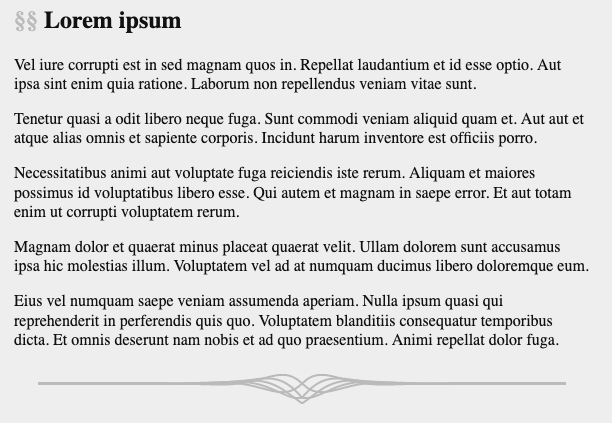 §§ Lorem ipsum
Vel iure corrupti est in sed magnam quos in. Repellat laudantium et id esse optio. Aut
ipsa sint enim quia ratione. Laborum non repellendus veniam vitae sunt.
Tenetur quasi a odit libero neque fuga. Sunt commodi veniam aliquid quam et. Aut aut et
atque alias omnis et sapiente corporis. Incidunt harum inventore est officiis porro.
Necessitatibus animi aut voluptate fuga reiciendis iste rerum. Aliquam et maiores
possimus id voluptatibus libero esse. Qui autem et magnam in saepe error. Et aut totam
enim ut corrupti voluptatem rerum.
Magnam dolor et quaerat minus placeat quaerat velit. Ullam dolorem sunt accusamus
ipsa hic molestias illum. Voluptatem vel ad at numquam ducimus libero doloremque eum.
Eius vel numquam saepe veniam assumenda aperiam. Nulla ipsum quasi qui
reprehenderit in perferendis quis quo. Voluptatem blanditiis consequatur temporibus
dicta. Et omnis deserunt nam nobis et ad quo praesentium. Animi repellat dolor fuga.